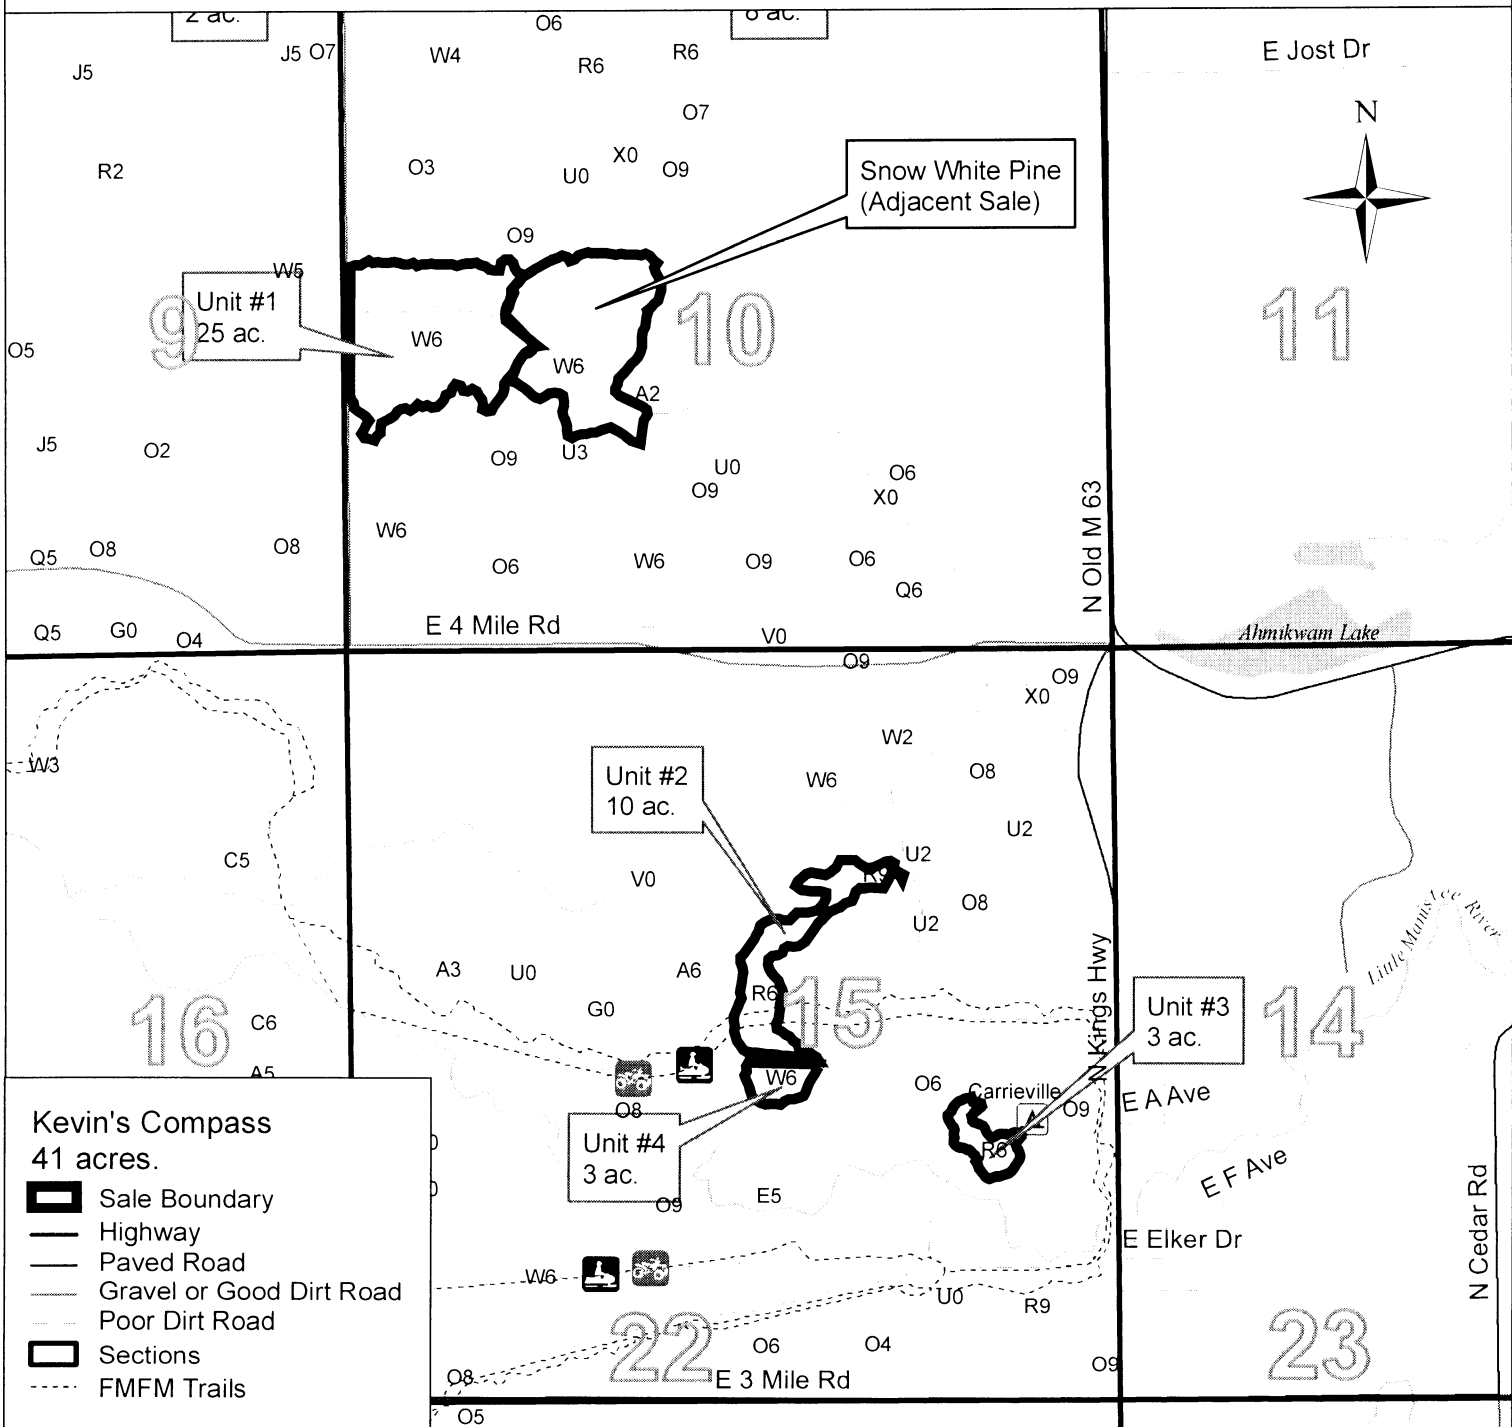 2 ac.
O6
J5
J5 O7
W4
R6
R6
E Jost Dr
O7
N
R2
O3
U0
X0
O9
Snow White Pine
(Adjacent Sale)
O9
W5
Unit #1
25 ac.
9
10
11
O5
W6
W6
A2
J5
O2
O9
U3
U0
O9
O6
X0
N Old M 63
Q5
O8
O8
W6
O6
W6
O9
O6
Q6
Q5
G0
O4
E 4 Mile Rd
V0
Ahmikwam Lake
O9
O9
X0
W3
W2
Unit #2
10 ac.
W6
O8
U2
C5
V0
U2
R9
O8
U2
Little Manistee River
N Kings Hwy
A3
U0
A6
R6
15
16
C6
G0
14
Unit #3
3 ac.
A5
W6
O6
Carrieville
O9
E A Ave
O8
Unit #4
3 ac.
R6
E F Ave
O9
E5
E Elker Dr
N Cedar Rd
W6
U0
R9
22
23
O6
O4
O9
O8
E 3 Mile Rd
O5
Kevin's Compass
41 acres.
Sale Boundary
Highway
Paved Road
Gravel or Good Dirt Road
Poor Dirt Road
Sections
FMFM Trails